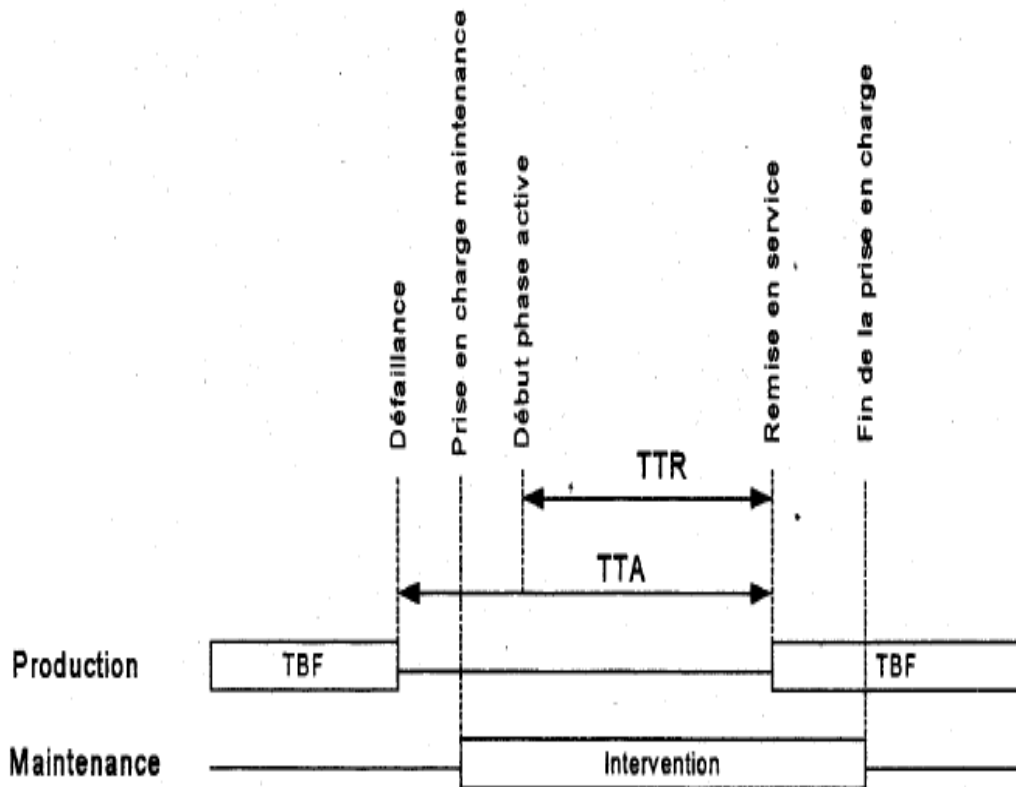 Défaillance
Prise en charge maintenance
Début phase active
Remise en service
Fin de la prise en charge
TTR
TTA
Production
TBF
TBF
Maintenance
Intervention